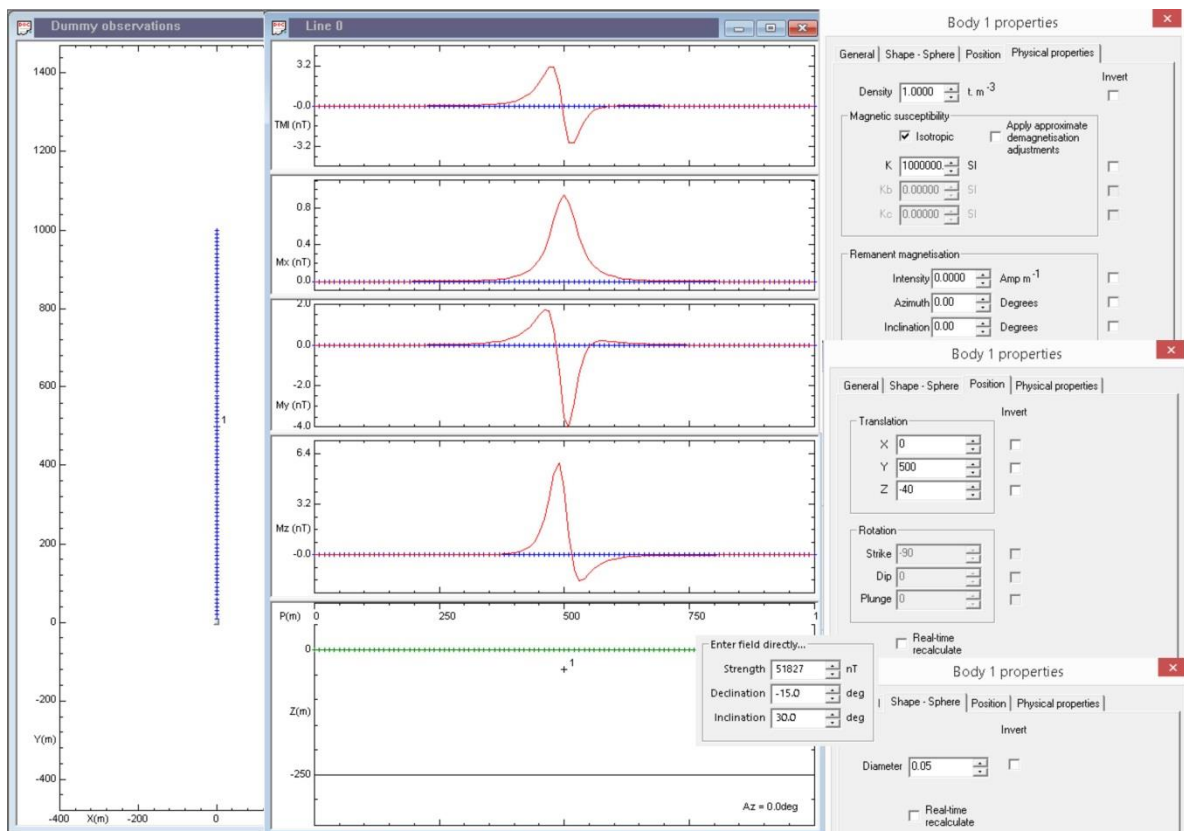 Dummy observations
1400
1200
1000
800
600
1
400
200
0
-200
Y(m)
-400
-400 X(m) -200 0
Line 0
3.2
-0.0
TMI (nT)
-3.2
0.8
0.4
Mx (nT)
0.0
2.0
0.0
-2.0
My (nT)
-4.0
6.4
3.2
Mz (nT)
-0.0
P(m) 0 250 500 750 1
0
1
Z(m)
-250
Az = 0.0deg
Enter field directly...
Strength 51827 nT
Declination -15.0 deg
Inclination 30.0 deg
Body 1 properties
General Shape - Sphere Position Physical properties
Invert
Density 1.0000 t. m -3
Magnetic susceptibility
Isotropic Apply approximate demagnetisation adjustments
K 1000000. SI
Kb 0.00000 SI
Kc 0.00000 SI
Remanent magnetisation
Intensity 0.0000 Amp m -1
Azimuth 0.00 Degrees
Inclination 0.00 Degrees
Body 1 properties
General Shape - Sphere Position Physical properties
Invert
Translation
X 0
Y 500
Z -40
Rotation
Strike -90
Dip 0
Plunge 0
Real-time recalculate
Body 1 properties
Shape - Sphere Position Physical properties
Invert
Diameter 0.05
Real-time recalculate